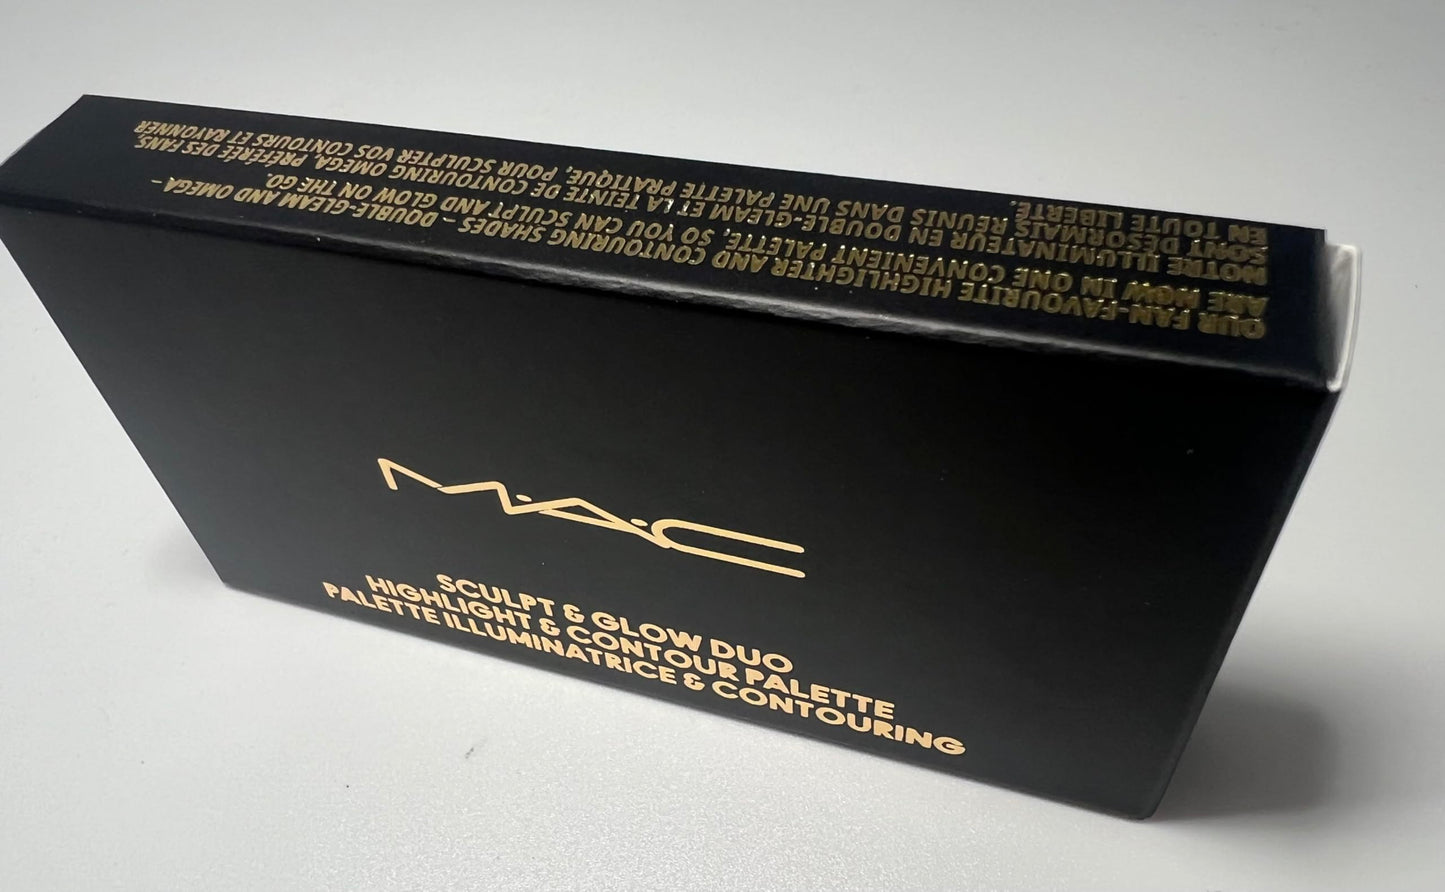 M·A·C
SCULPT & GLOW DUO
HIGHLIGHT & CONTOUR PALETTE
PALETTE ILLUMINATRICE & CONTOURING
OUR FAN-FAVOURITE HIGHLIGHTER AND CONTOURING SHADES – DOUBLE-GLEAM AND OMEGA –
ARE NOW IN ONE CONVENIENT PALETTE, SO YOU CAN SCULPT AND GLOW ON THE GO.
NOTRE ILLUMINATEUR EN DOUBLE-GLEAM ET LA TEINTE DE CONTOURING OMEGA, PRÉFÉRÉE DES FANS,
SONT DÉSORMAIS RÉUNIS DANS UNE PALETTE PRATIQUE, POUR SCULPTER VOS CONTOURS ET RAYONNER
EN TOUTE LIBERTÉ.